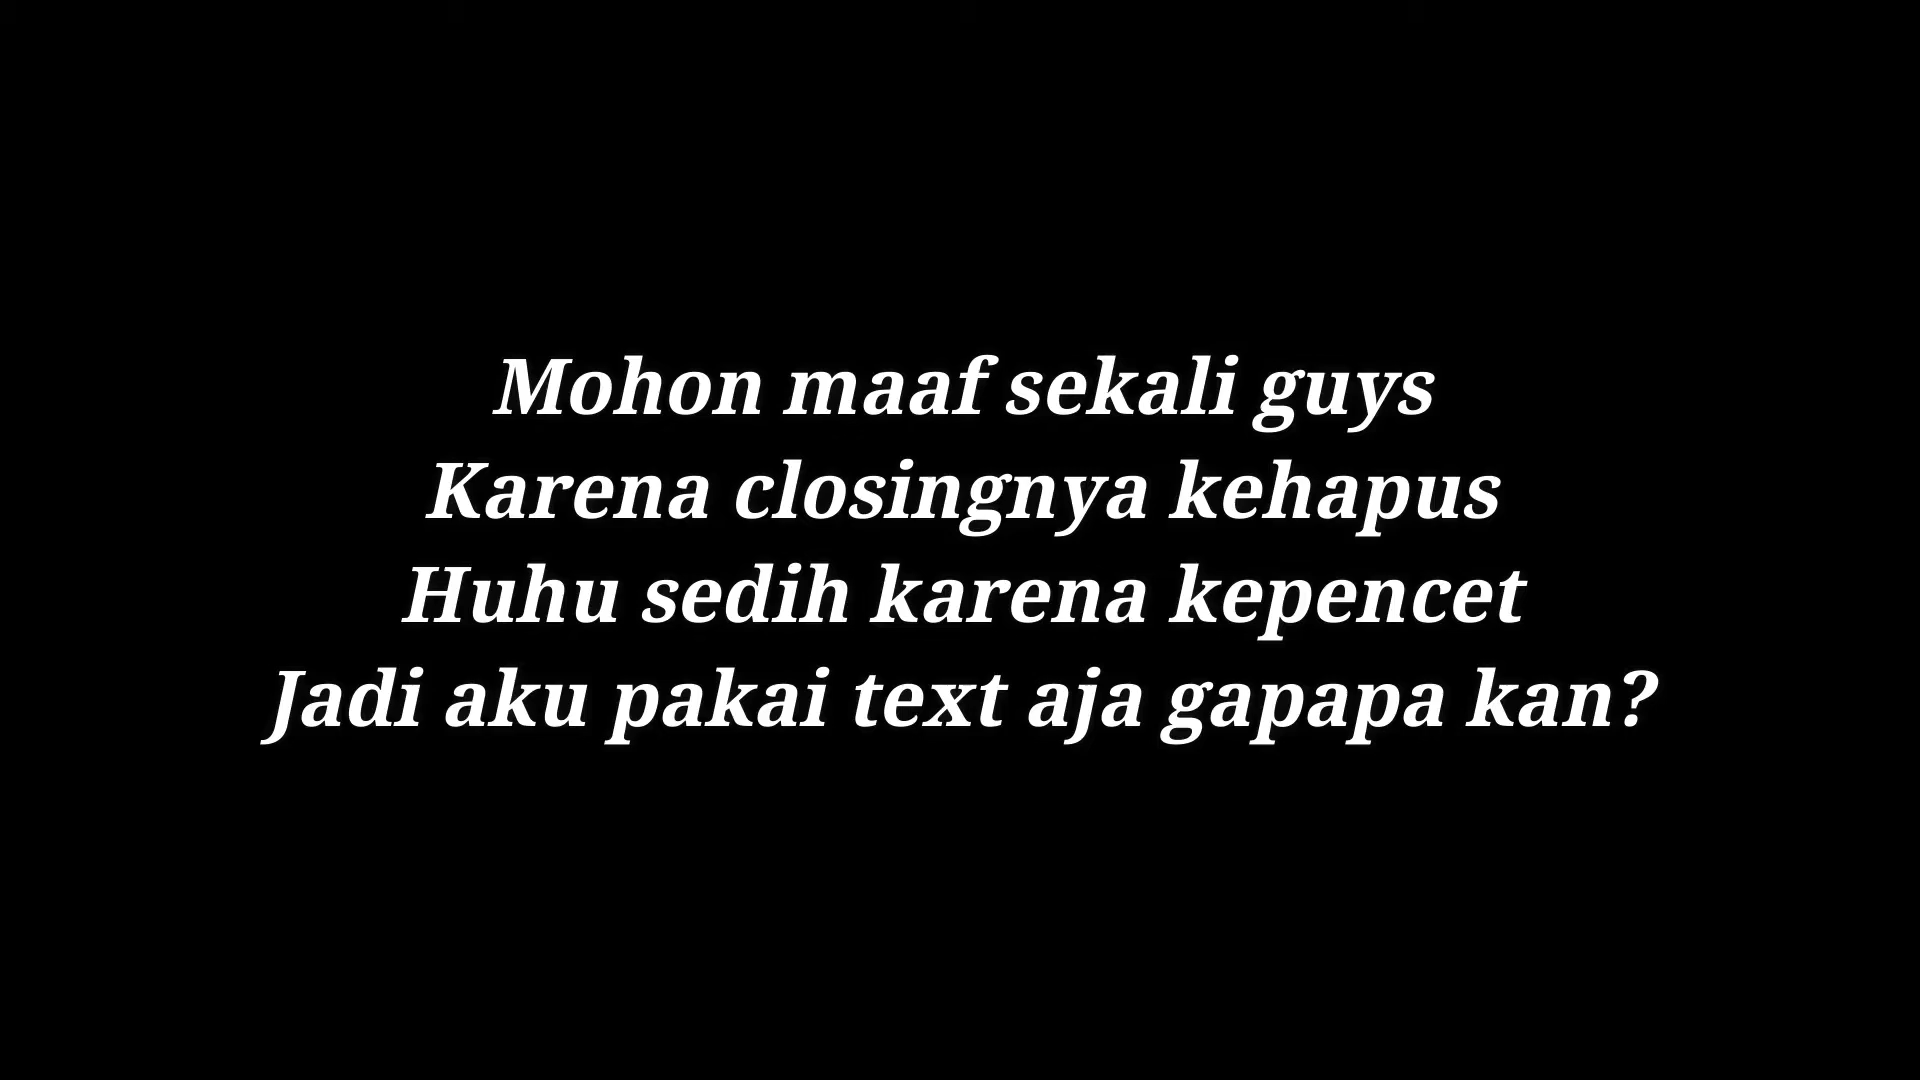 Mohon maaf sekali guys
Karena closingnya kehapus
Huhu sedih karena kepencet
Jadi aku pakai text aja gapapa kan?